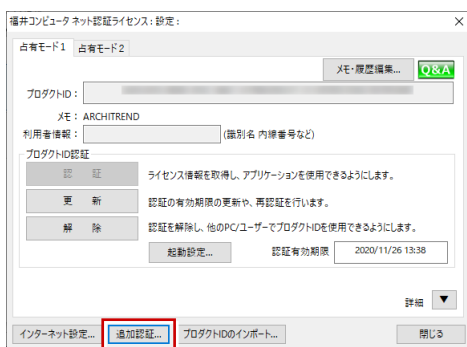 福井コンピュータ ネット認証ライセンス：設定：
占有モード1 占有モード2
メモ・履歴編集... Q&A
プロダクトID：
メモ： ARCHITREND
利用者情報： (識別名 内線番号など)
プロダクトID認証
認 証 ライセンス情報を取得し、アプリケーションを使用できるようにします。
更 新 認証の有効期限の更新や、再認証を行います。
解 除 認証を解除し、他のPC/ユーザーでプロダクトIDを使用できるようにします。
起動設定... 認証有効期限 2020/11/26 13:38
詳細 ▼
インターネット設定... 追加認証... プロダクトIDのインポート... 閉じる